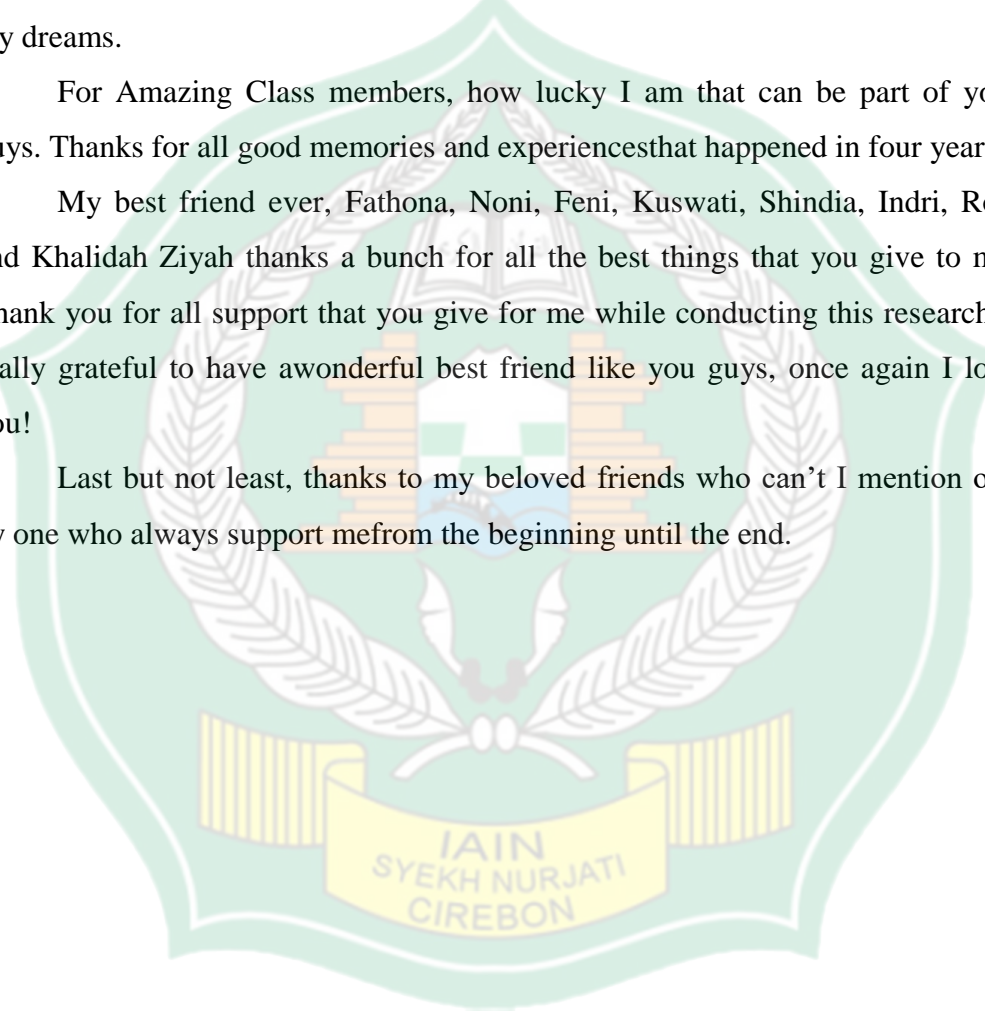 y dreams.
For Amazing Class members, how lucky I am that can be part of yo
uys. Thanks for all good memories and experiencesthat happened in four year
My best friend ever, Fathona, Noni, Feni, Kuswati, Shindia, Indri, R
nd Khalidah Ziyah thanks a bunch for all the best things that you give to m
hank you for all support that you give for me while conducting this research
ally grateful to have awonderful best friend like you guys, once again I lo
ou!
Last but not least, thanks to my beloved friends who can't I mention o
y one who always support mefrom the beginning until the end.
IAIN
SYEKH NURJATI
CIREBON